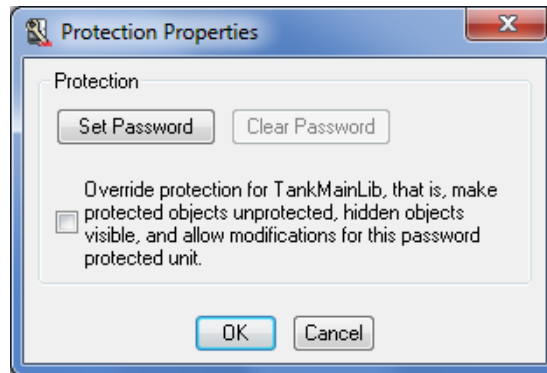 Protection Properties
Protection
Set Password
Clear Password
Override protection for TankMainLib, that is, make
protected objects unprotected, hidden objects
visible, and allow modifications for this password
protected unit.
OK
Cancel